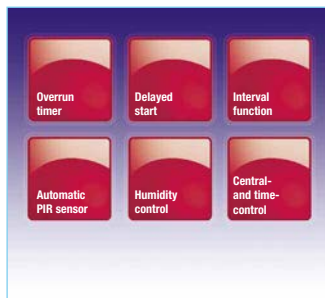 Overrun
timer
Delayed
start
Interval
function
Automatic
PIR sensor
Humidity
control
Central-
and time-
control